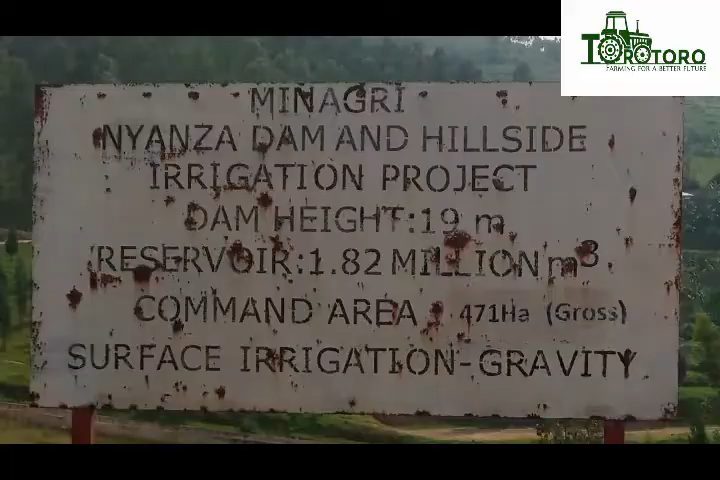 TOROTORO
FARMING FOR A BETTER FUTURE
MINAGRI
NYANZA DAM AND HILLSIDE
IRRIGATION PROJECT
DAM HEIGHT:19 m
RESERVOIR:1.82 MILLION m³
COMMAND AREA : 471Ha (Gross)
SURFACE IRRIGATION-GRAVITY